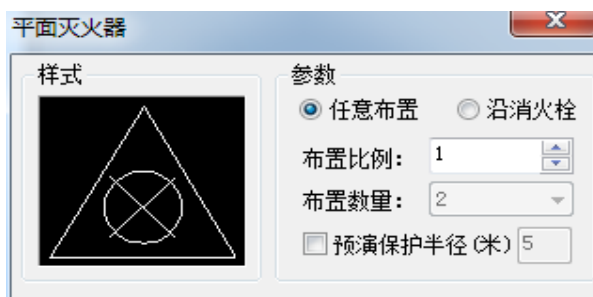 平面灭火器
样式
参数
任意布置 沿消火栓
布置比例： 1
布置数量： 2
预演保护半径(米) 5